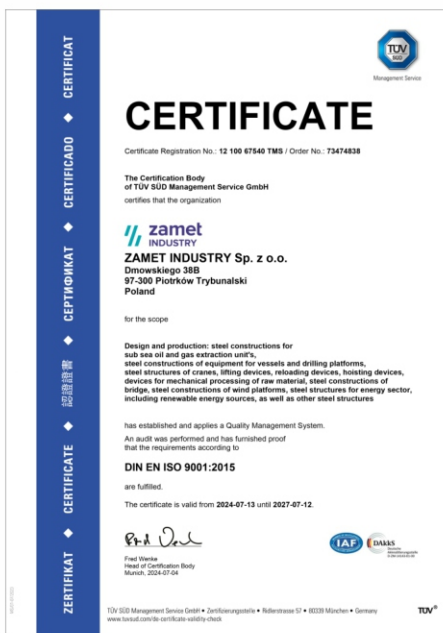 TÜV
SÜD
Management Service
CERTIFICATE
Certificate Registration No.: 12 100 67540 TMS / Order No.: 73474838
The Certification Body
of TÜV SÜD Management Service GmbH
certifies that the organization
zamet
INDUSTRY
ZAMET INDUSTRY Sp. z o.o.
Dmowskiego 38B
97-300 Piotrków Trybunalski
Poland
for the scope
Design and production: steel constructions for
sub sea oil and gas extraction unit's,
steel constructions of equipment for vessels and drilling platforms,
steel structures of cranes, lifting devices, reloading devices, hoisting devices,
devices for mechanical processing of raw material, steel constructions of
bridge, steel constructions of wind platforms, steel structures for energy sector,
including renewable energy sources, as well as other steel structures
has established and applies a Quality Management System.
An audit was performed and has furnished proof
that the requirements according to
DIN EN ISO 9001:2015
are fulfilled.
The certificate is valid from 2024-07-13 until 2027-07-12.
Fred Wenke
Head of Certification Body
Munich, 2024-07-04
IAF
DAkkS
Deutsche
Akkreditierungsstelle
TÜV SÜD Management Service GmbH • Zertifizierungsstelle • Ridlerstrasse 57 • 80339 München • Germany
www.tuvsud.com/de-certificate-validity-check
TÜV®
ZERTIFIKAT ◆ CERTIFICATE ◆ 認證證書 ◆ СЕРТИФИКАТ ◆ CERTIFICADO ◆ CERTIFICAT